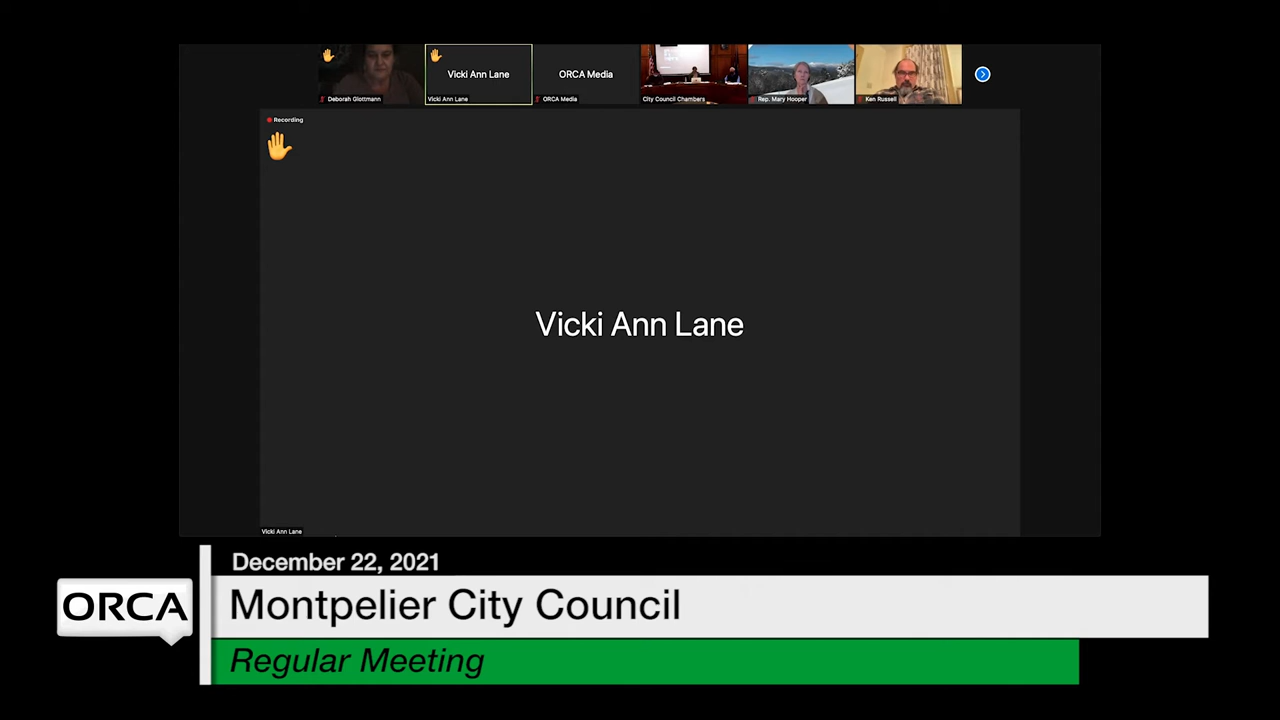 Vicki Ann Lane
ORCA Media
Deborah Glottmann
Vicki Ann Lane
ORCA Media
City Council Chambers
Rep. Mary Hooper
Ken Russell
Recording
Vicki Ann Lane
Vicki Ann Lane
December 22, 2021
ORCA
Montpelier City Council
Regular Meeting